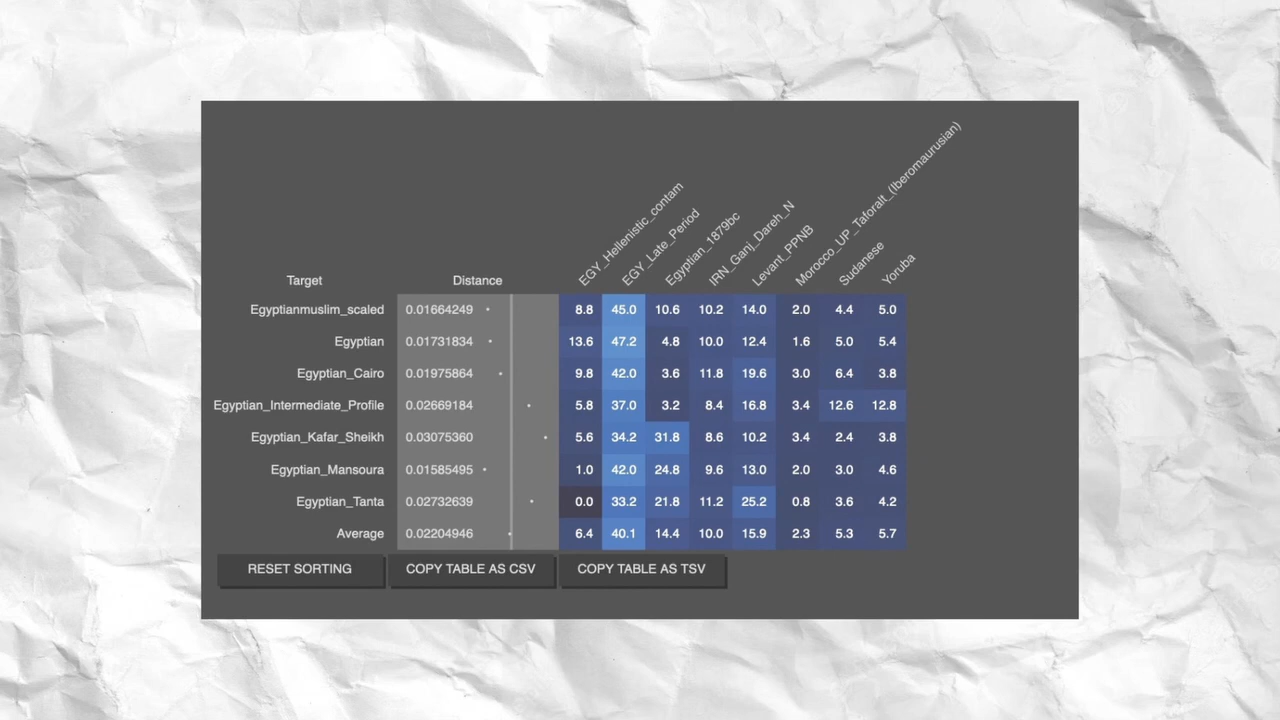 EGY_Hellenistic_contam
EGY_Late_Period
Egyptian_1879bc
IRN_Ganj_Dareh_N
Levant_PPNB
Morocco_UP_Taforalt_(Iberomaurusian)
Sudanese
Yoruba
Target Distance
Egyptianmuslim_scaled 0.01664249 8.8 45.0 10.6 10.2 14.0 2.0 4.4 5.0
Egyptian 0.01731834 13.6 47.2 4.8 10.0 12.4 1.6 5.0 5.4
Egyptian_Cairo 0.01975864 9.8 42.0 3.6 11.8 19.6 3.0 6.4 3.8
Egyptian_Intermediate_Profile 0.02669184 5.8 37.0 3.2 8.4 16.8 3.4 12.6 12.8
Egyptian_Kafar_Sheikh 0.03075360 5.6 34.2 31.8 8.6 10.2 3.4 2.4 3.8
Egyptian_Mansoura 0.01585495 1.0 42.0 24.8 9.6 13.0 2.0 3.0 4.6
Egyptian_Tanta 0.02732639 0.0 33.2 21.8 11.2 25.2 0.8 3.6 4.2
Average 0.02204946 6.4 40.1 14.4 10.0 15.9 2.3 5.3 5.7
RESET SORTING COPY TABLE AS CSV COPY TABLE AS TSV